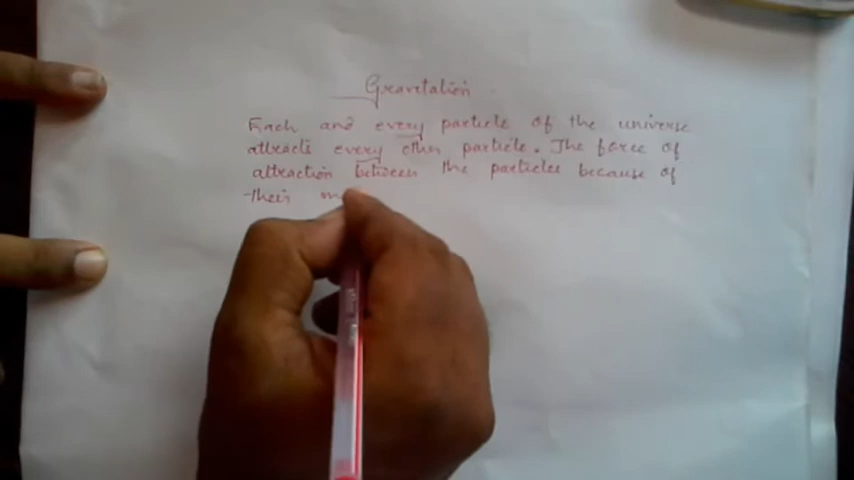 Gravitation
Each and every particle of the universe
attracts every other particle. The force of
attraction between the particles because of
their